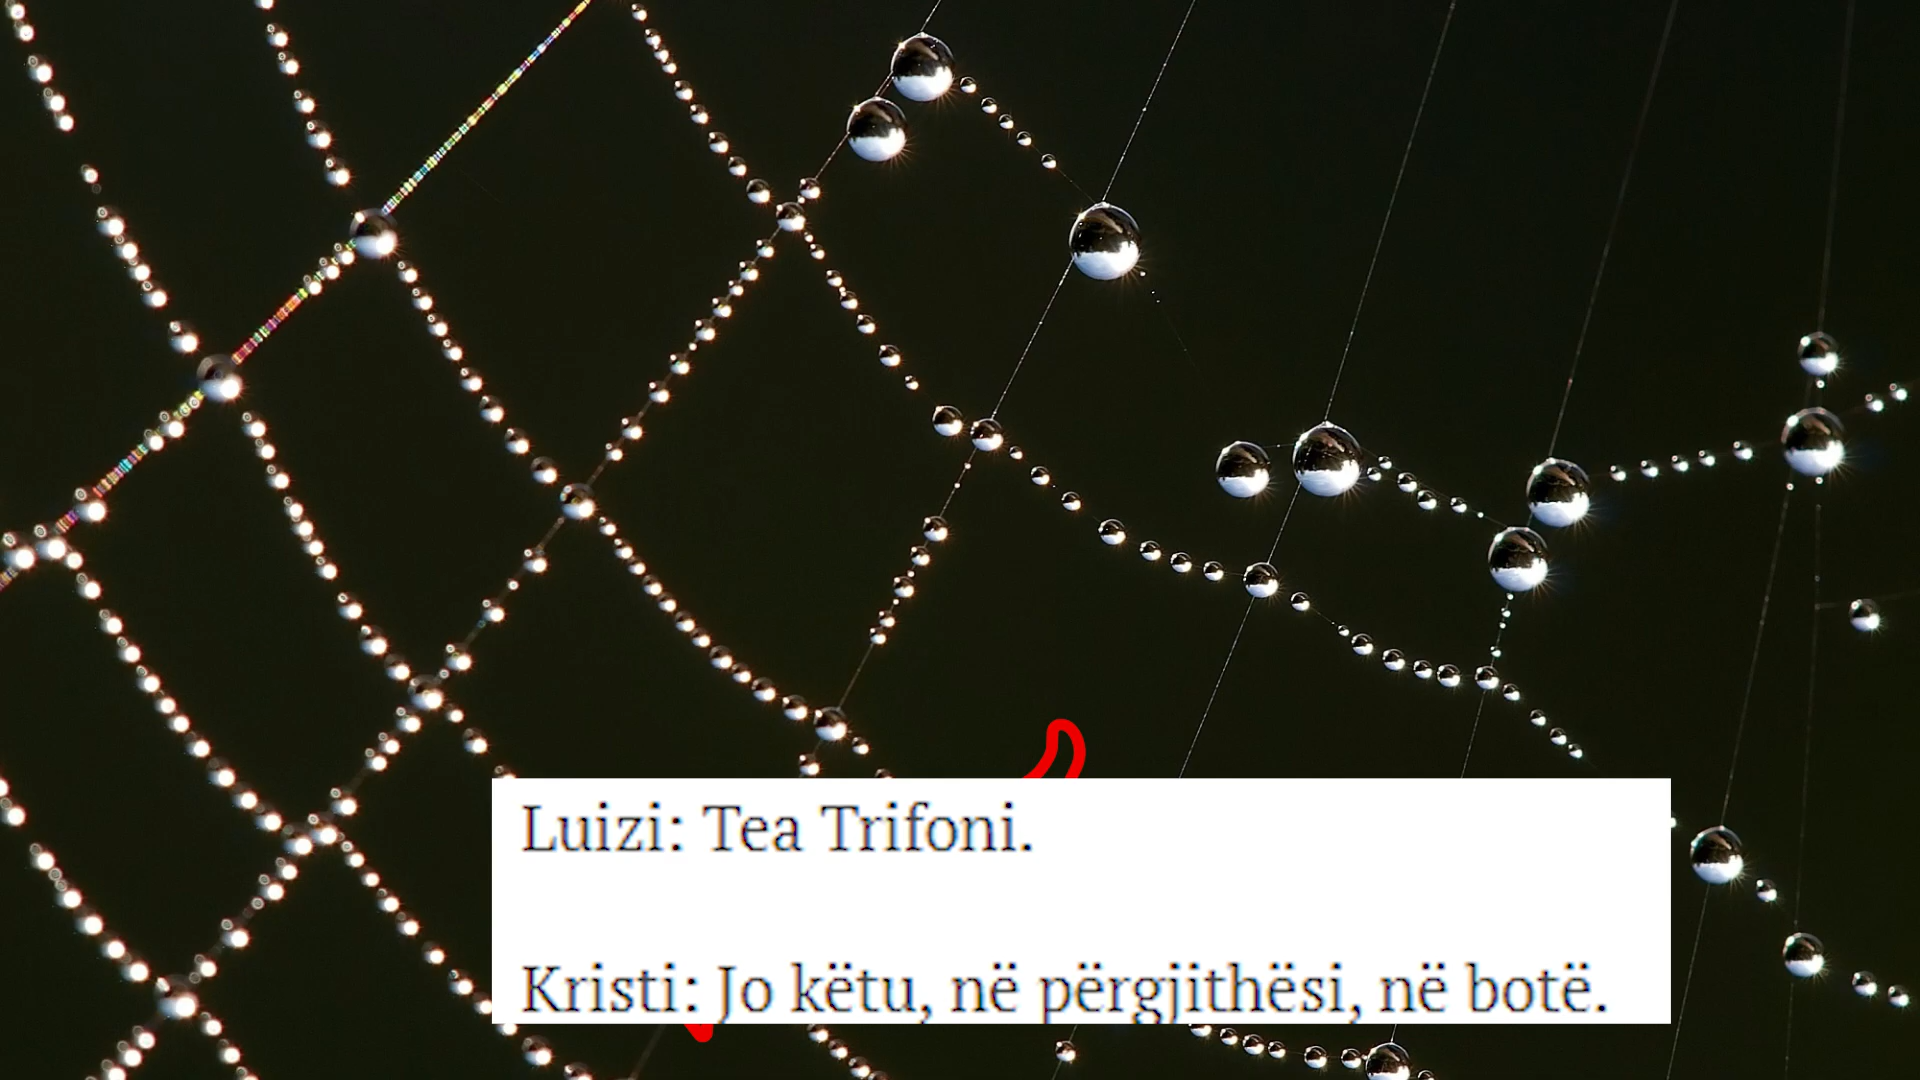 Luizi: Tea Trifoni.
Kristi: Jo këtu, në përgjithësi, në botë.